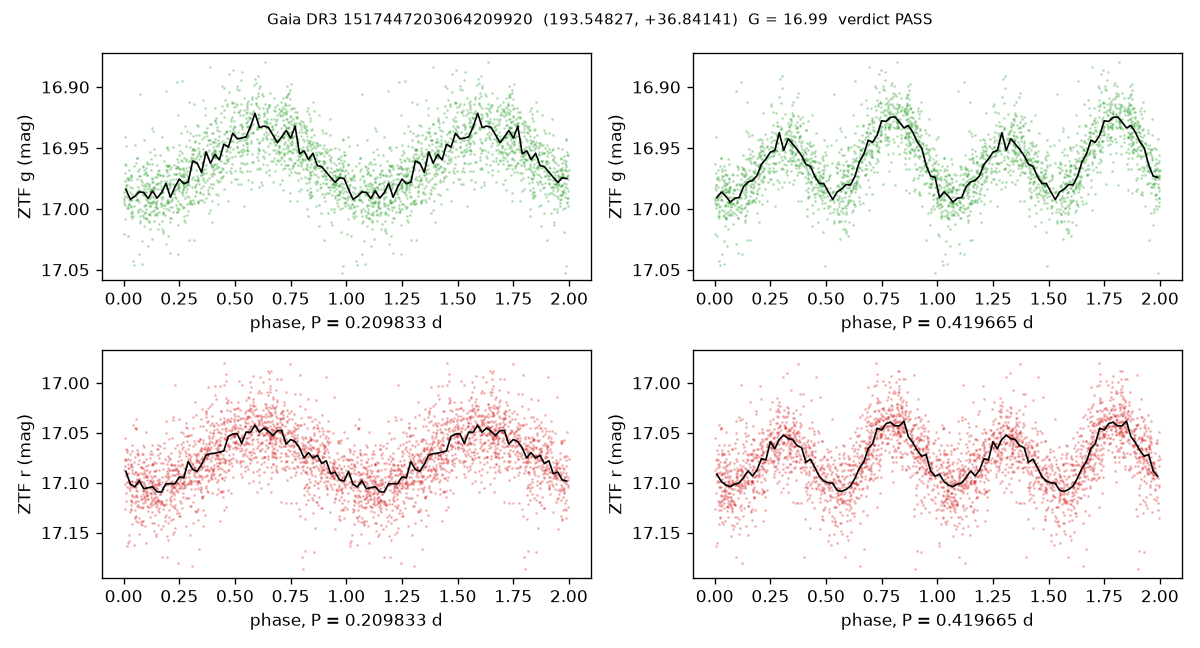 Gaia DR3 1517447203064209920  (193.54827, +36.84141)  G = 16.99  verdict PASS
ZTF g (mag)
16.90
16.95
17.00
17.05
0.00 0.25 0.50 0.75 1.00 1.25 1.50 1.75 2.00
phase, P = 0.209833 d
ZTF g (mag)
16.90
16.95
17.00
17.05
0.00 0.25 0.50 0.75 1.00 1.25 1.50 1.75 2.00
phase, P = 0.419665 d
ZTF r (mag)
17.00
17.05
17.10
17.15
0.00 0.25 0.50 0.75 1.00 1.25 1.50 1.75 2.00
phase, P = 0.209833 d
ZTF r (mag)
17.00
17.05
17.10
17.15
0.00 0.25 0.50 0.75 1.00 1.25 1.50 1.75 2.00
phase, P = 0.419665 d